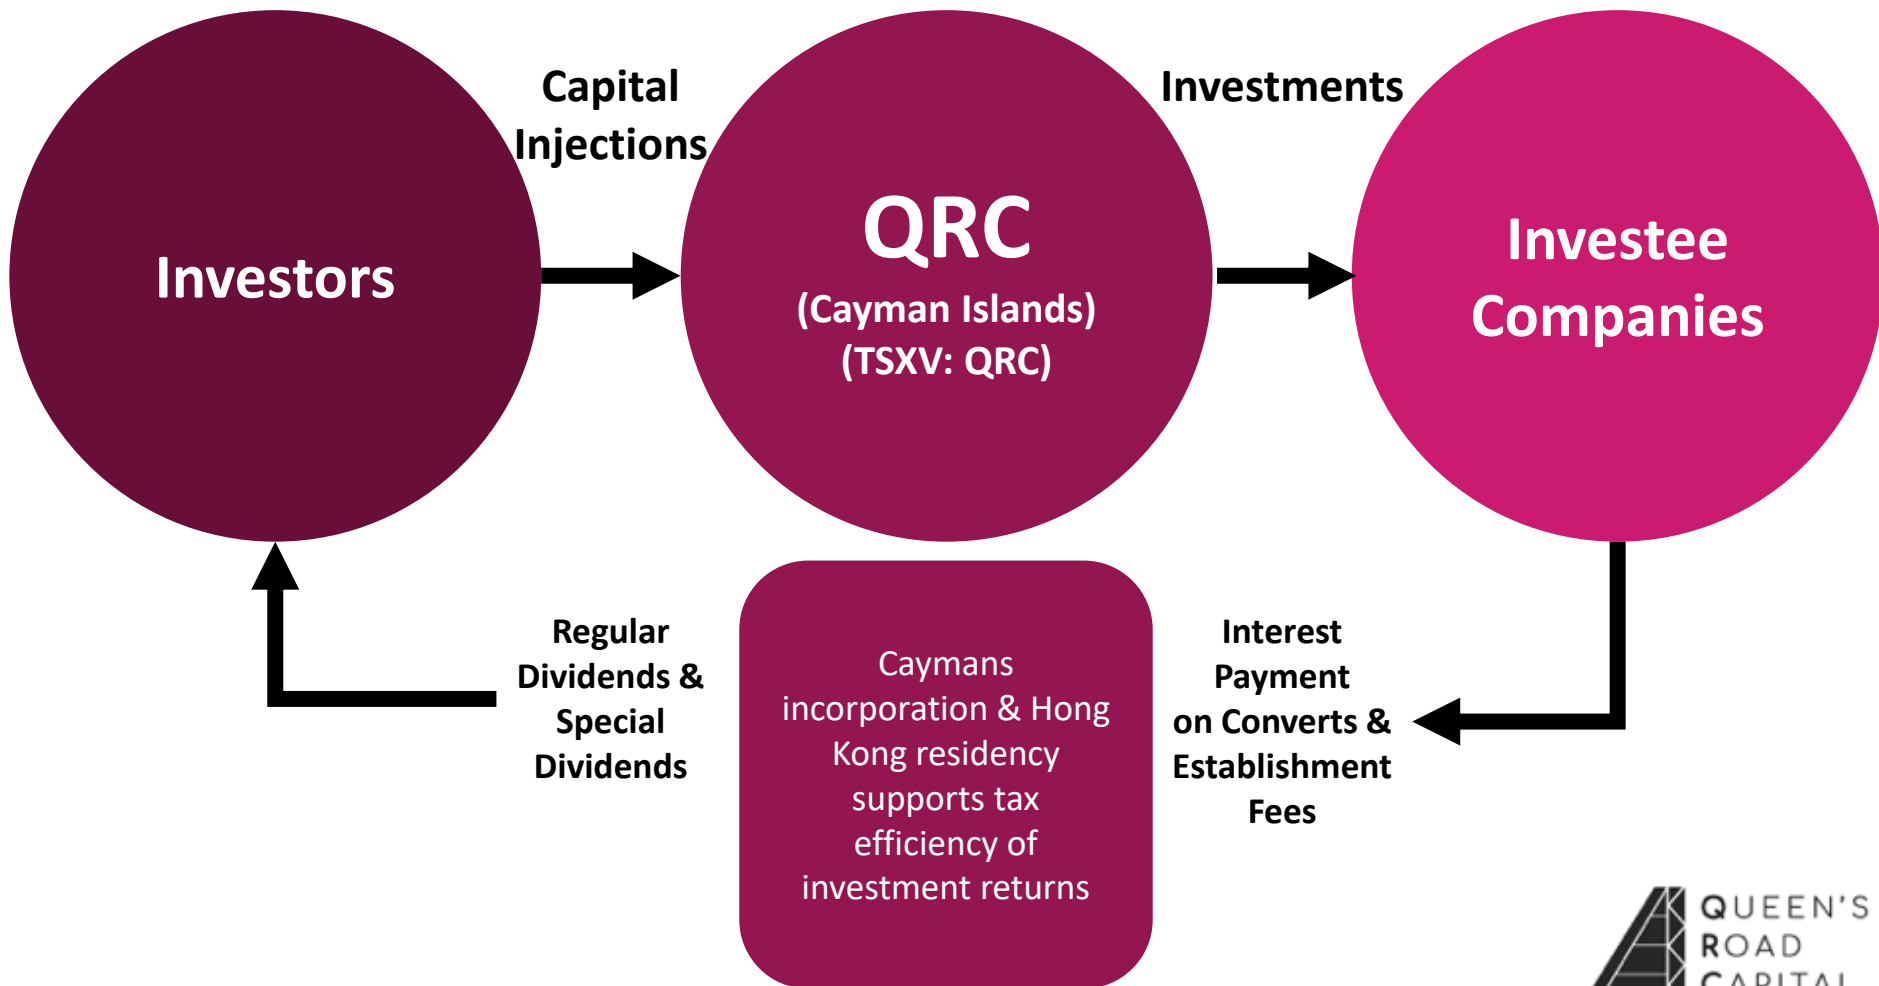 Capital
Injections
Investments
Investors
QRC
(Cayman Islands)
(TSXV: QRC)
Investee
Companies
Regular
Dividends &
Special
Dividends
Caymans
incorporation & Hong
Kong residency
supports tax
efficiency of
investment returns
Interest
Payment
on Converts &
Establishment
Fees
QUEEN'S
ROAD
CAPITAL